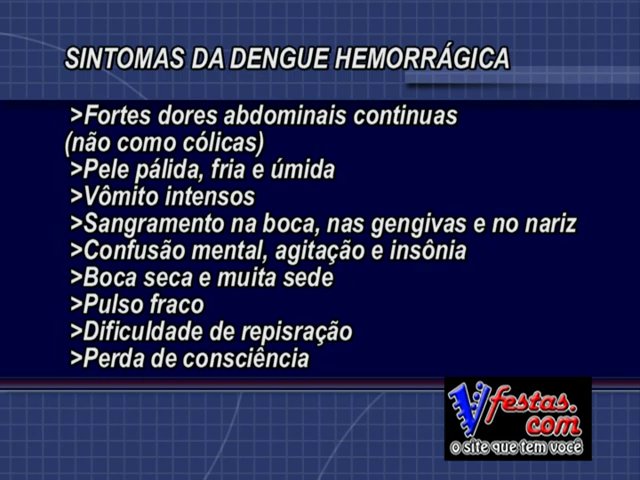 SINTOMAS DA DENGUE HEMORRÁGICA
>Fortes dores abdominais continuas
(não como cólicas)
>Pele pálida, fria e úmida
>Vômito intensos
>Sangramento na boca, nas gengivas e no nariz
>Confusão mental, agitação e insônia
>Boca seca e muita sede
>Pulso fraco
>Dificuldade de repisração
>Perda de consciência
Vfestas.
com
o site que tem você